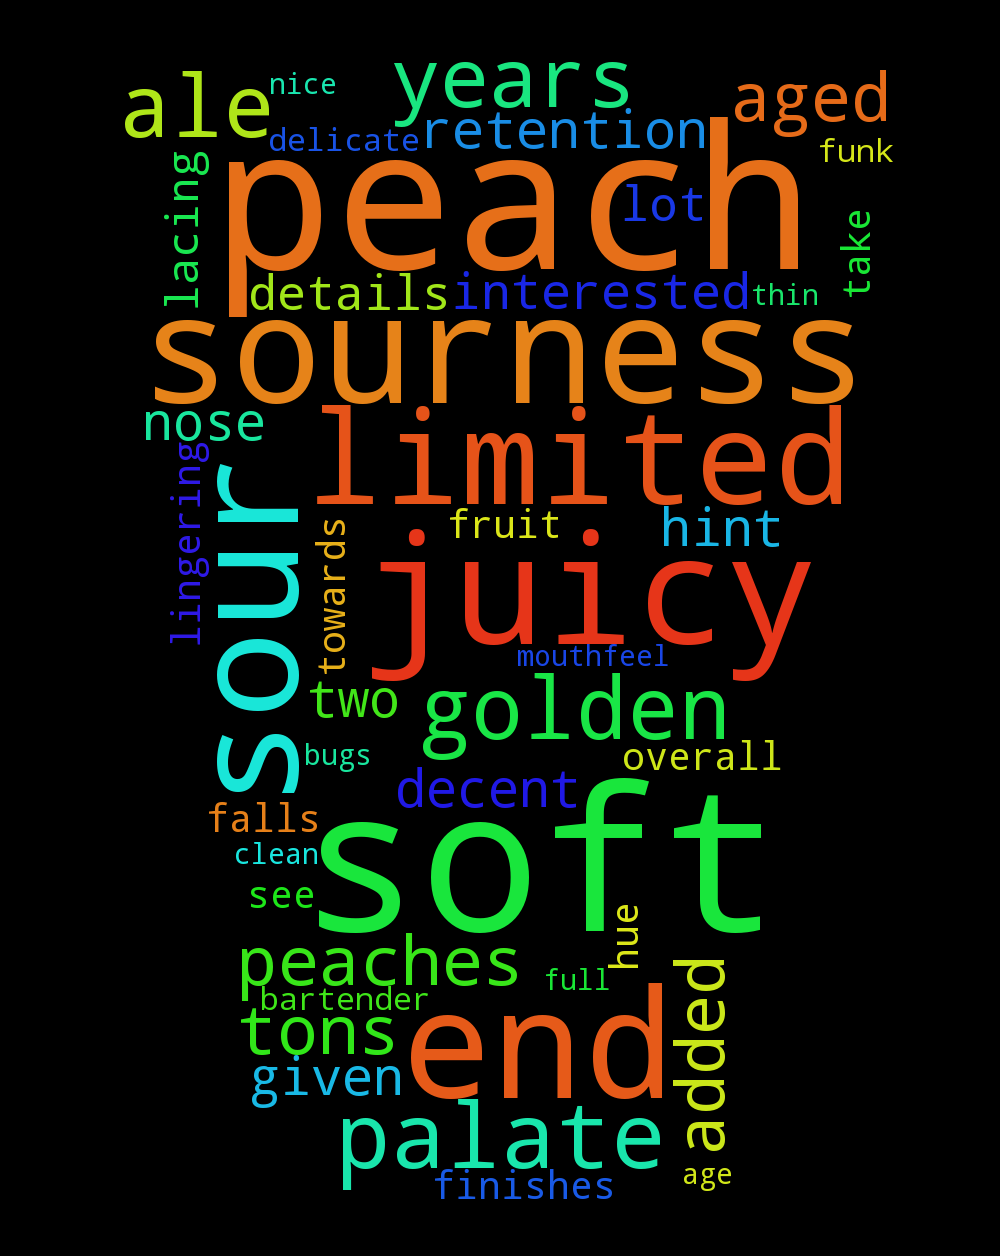 years
ale
nice
aged
retention
delicate
funk
peach
lacing
lot
take
details
interested
thin
sourness
nose
limited
lingering
sour
fruit
hint
towards
juicy
mouthfeel
two
golden
bugs
overall
decent
falls
soft
clean
see
hue
peaches
full
bartender
added
tons
end
given
palate
age
finishes